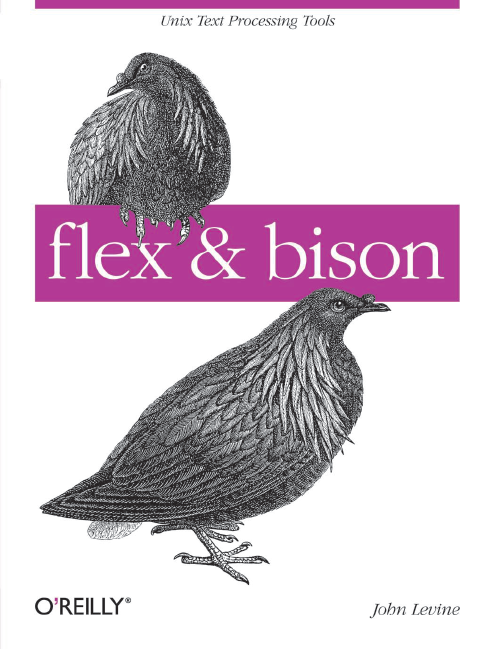 Unix Text Processing Tools
flex & bison
O'REILLY®
John Levine